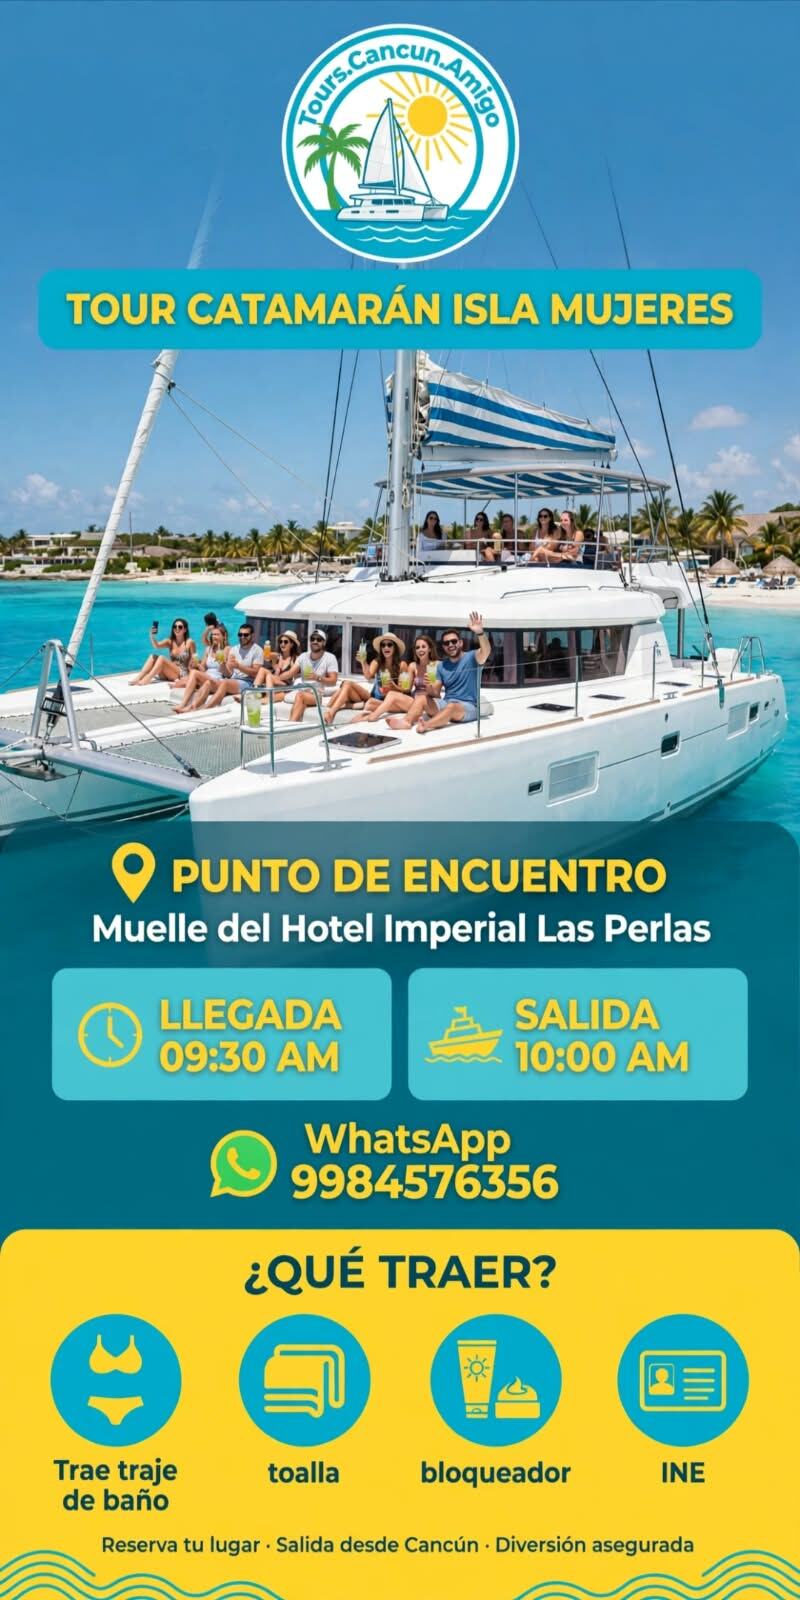 Tours.Cancun.Amigo
TOUR CATAMARÁN ISLA MUJERES
PUNTO DE ENCUENTRO
Muelle del Hotel Imperial Las Perlas
LLEGADA
09:30 AM
SALIDA
10:00 AM
WhatsApp
9984576356
¿QUÉ TRAER?
Trae traje
de baño
toalla
bloqueador
INE
Reserva tu lugar · Salida desde Cancún · Diversión asegurada